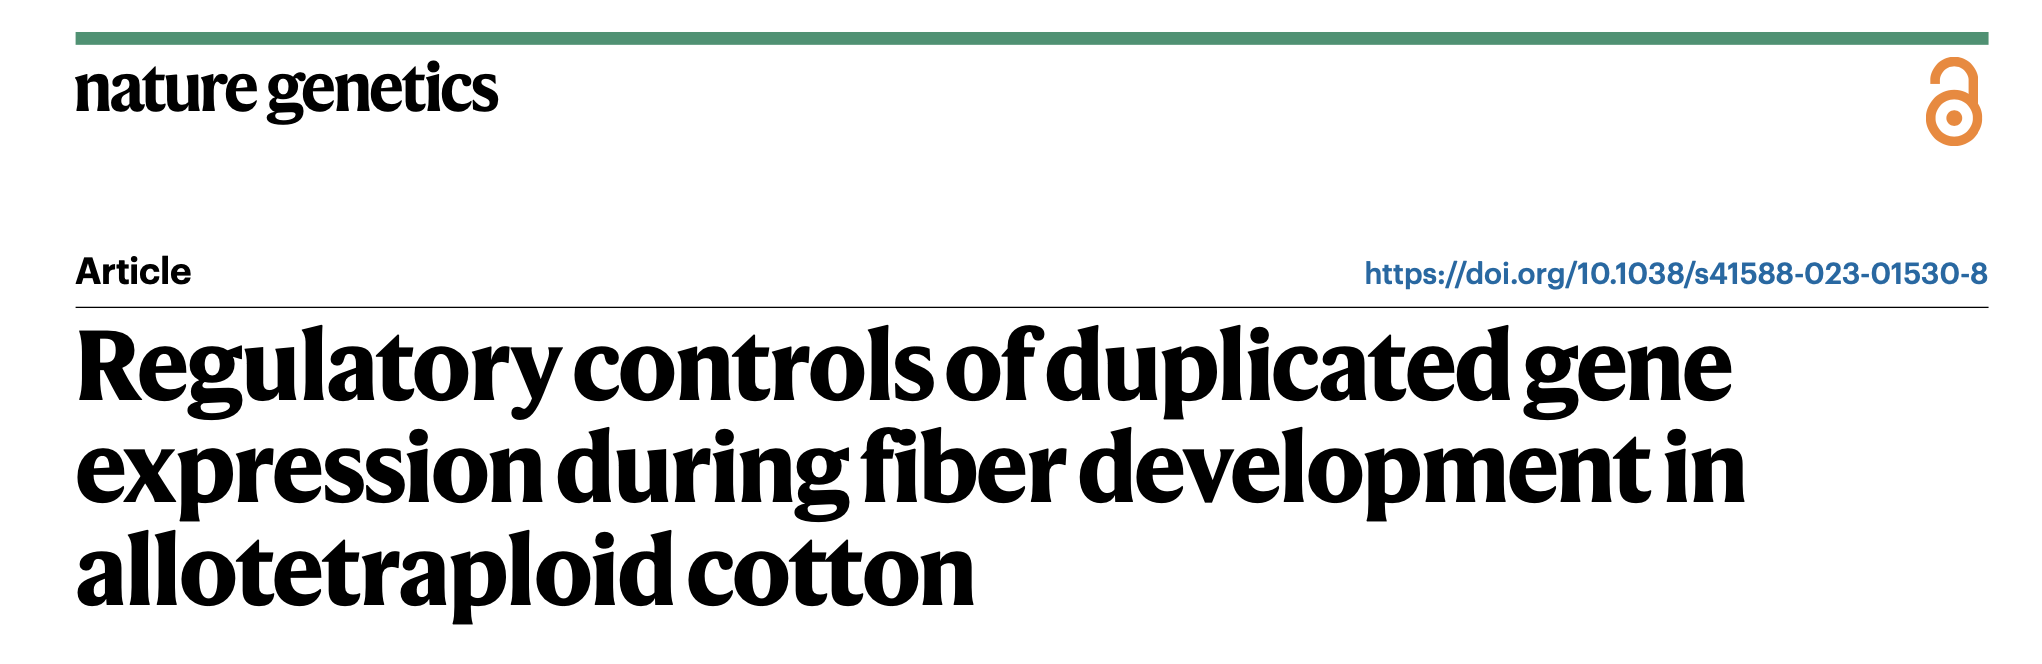 nature genetics
Article
https://doi.org/10.1038/s41588-023-01530-8
Regulatory controls of duplicated gene
expression during fiber development in
allotetraploid cotton